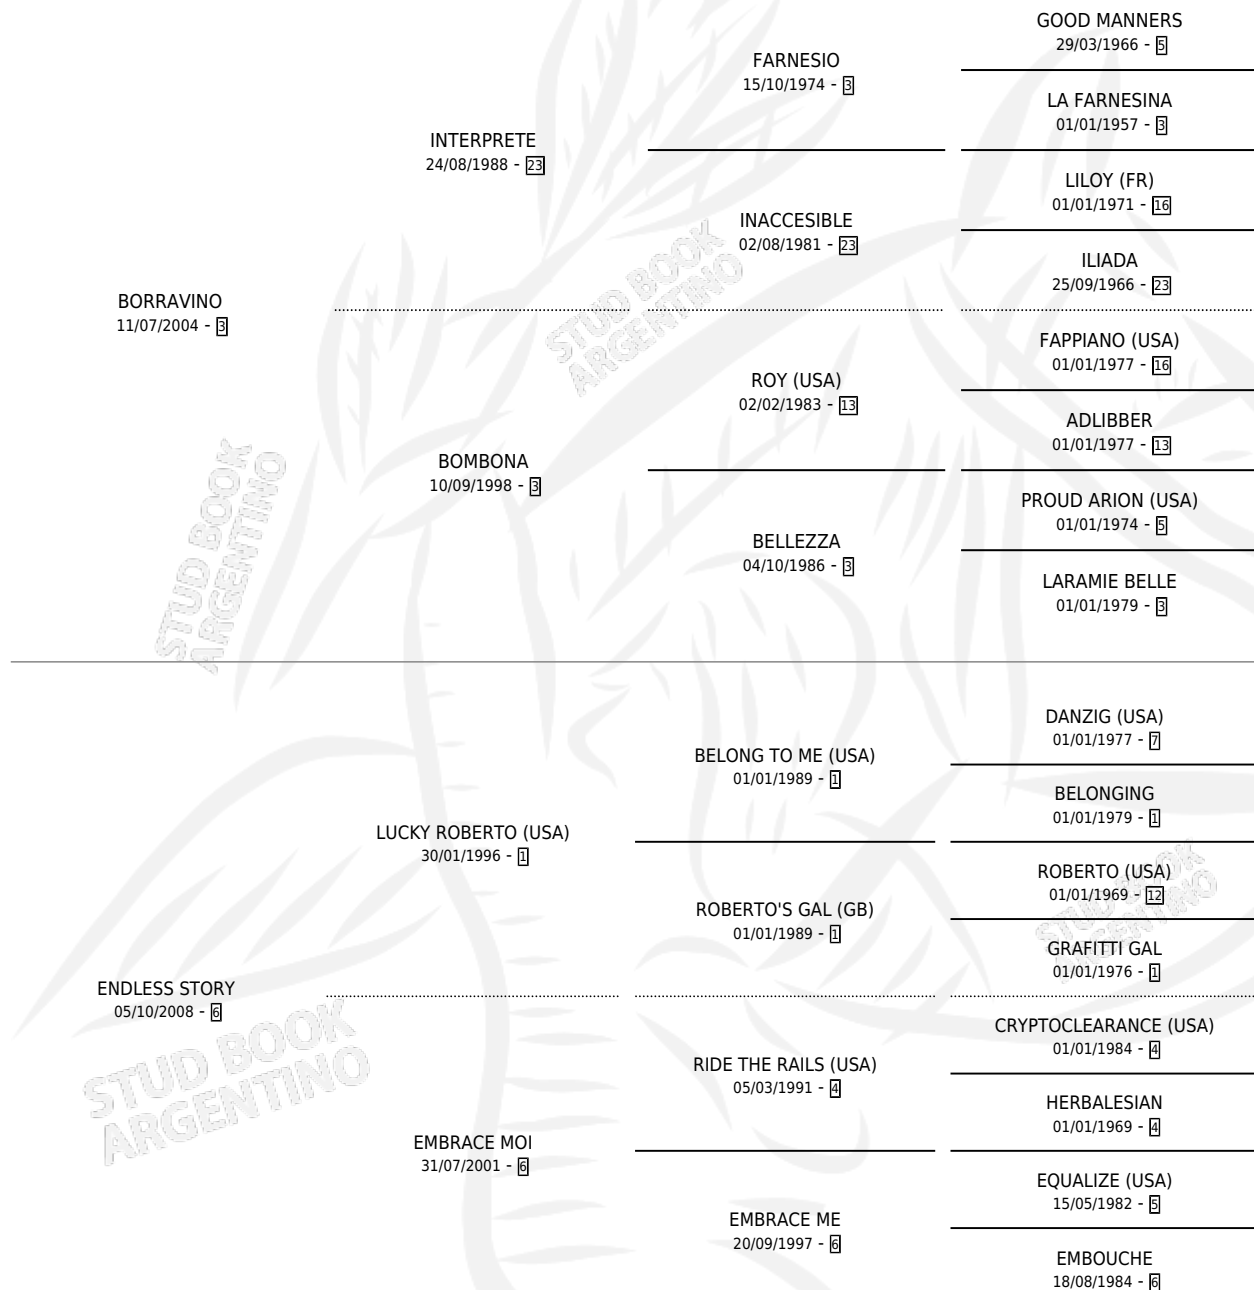 GOOD MANNERS
29/03/1966 - 5
FARNESIO
15/10/1974 - 3
LA FARNESINA
01/01/1957 - 3
INTERPRETE
24/08/1988 - 23
LILOY (FR)
01/01/1971 - 16
INACCESIBLE
02/08/1981 - 23
ILIADA
25/09/1966 - 23
BORRAVINO
11/07/2004 - 3
FAPPIANO (USA)
01/01/1977 - 16
ROY (USA)
02/02/1983 - 13
ADLIBBER
01/01/1977 - 13
BOMBONA
10/09/1998 - 3
PROUD ARION (USA)
01/01/1974 - 5
BELLEZZA
04/10/1986 - 3
LARAMIE BELLE
01/01/1979 - 3
DANZIG (USA)
01/01/1977 - 7
BELONG TO ME (USA)
01/01/1989 - 1
BELONGING
01/01/1979 - 1
LUCKY ROBERTO (USA)
30/01/1996 - 1
ROBERTO (USA)
01/01/1969 - 12
ROBERTO'S GAL (GB)
01/01/1989 - 1
GRAFITTI GAL
01/01/1976 - 1
ENDLESS STORY
05/10/2008 - 6
CRYPTOCLEARANCE (USA)
01/01/1984 - 4
RIDE THE RAILS (USA)
05/03/1991 - 4
HERBALESIAN
01/01/1969 - 4
EMBRACE MOI
31/07/2001 - 6
EQUALIZE (USA)
15/05/1982 - 5
EMBRACE ME
20/09/1997 - 6
EMBOUCHE
18/08/1984 - 6
STUD BOOK
ARGENTINO
STUD BOOK
ARGENTINO
STUD BOOK
ARGENTINO
STUD BOOK
ARGENTINO